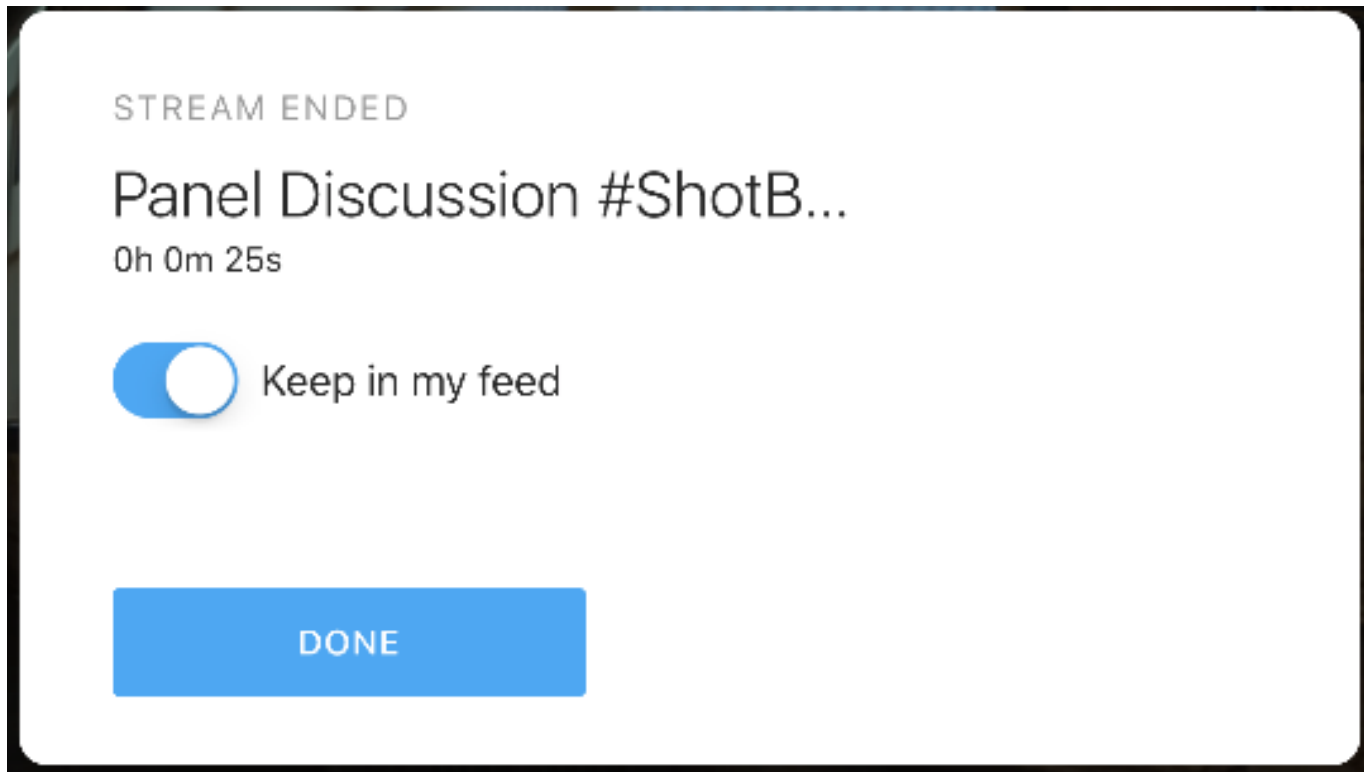 STREAM ENDED
Panel Discussion #ShotB...
0h 0m 25s
Keep in my feed
DONE